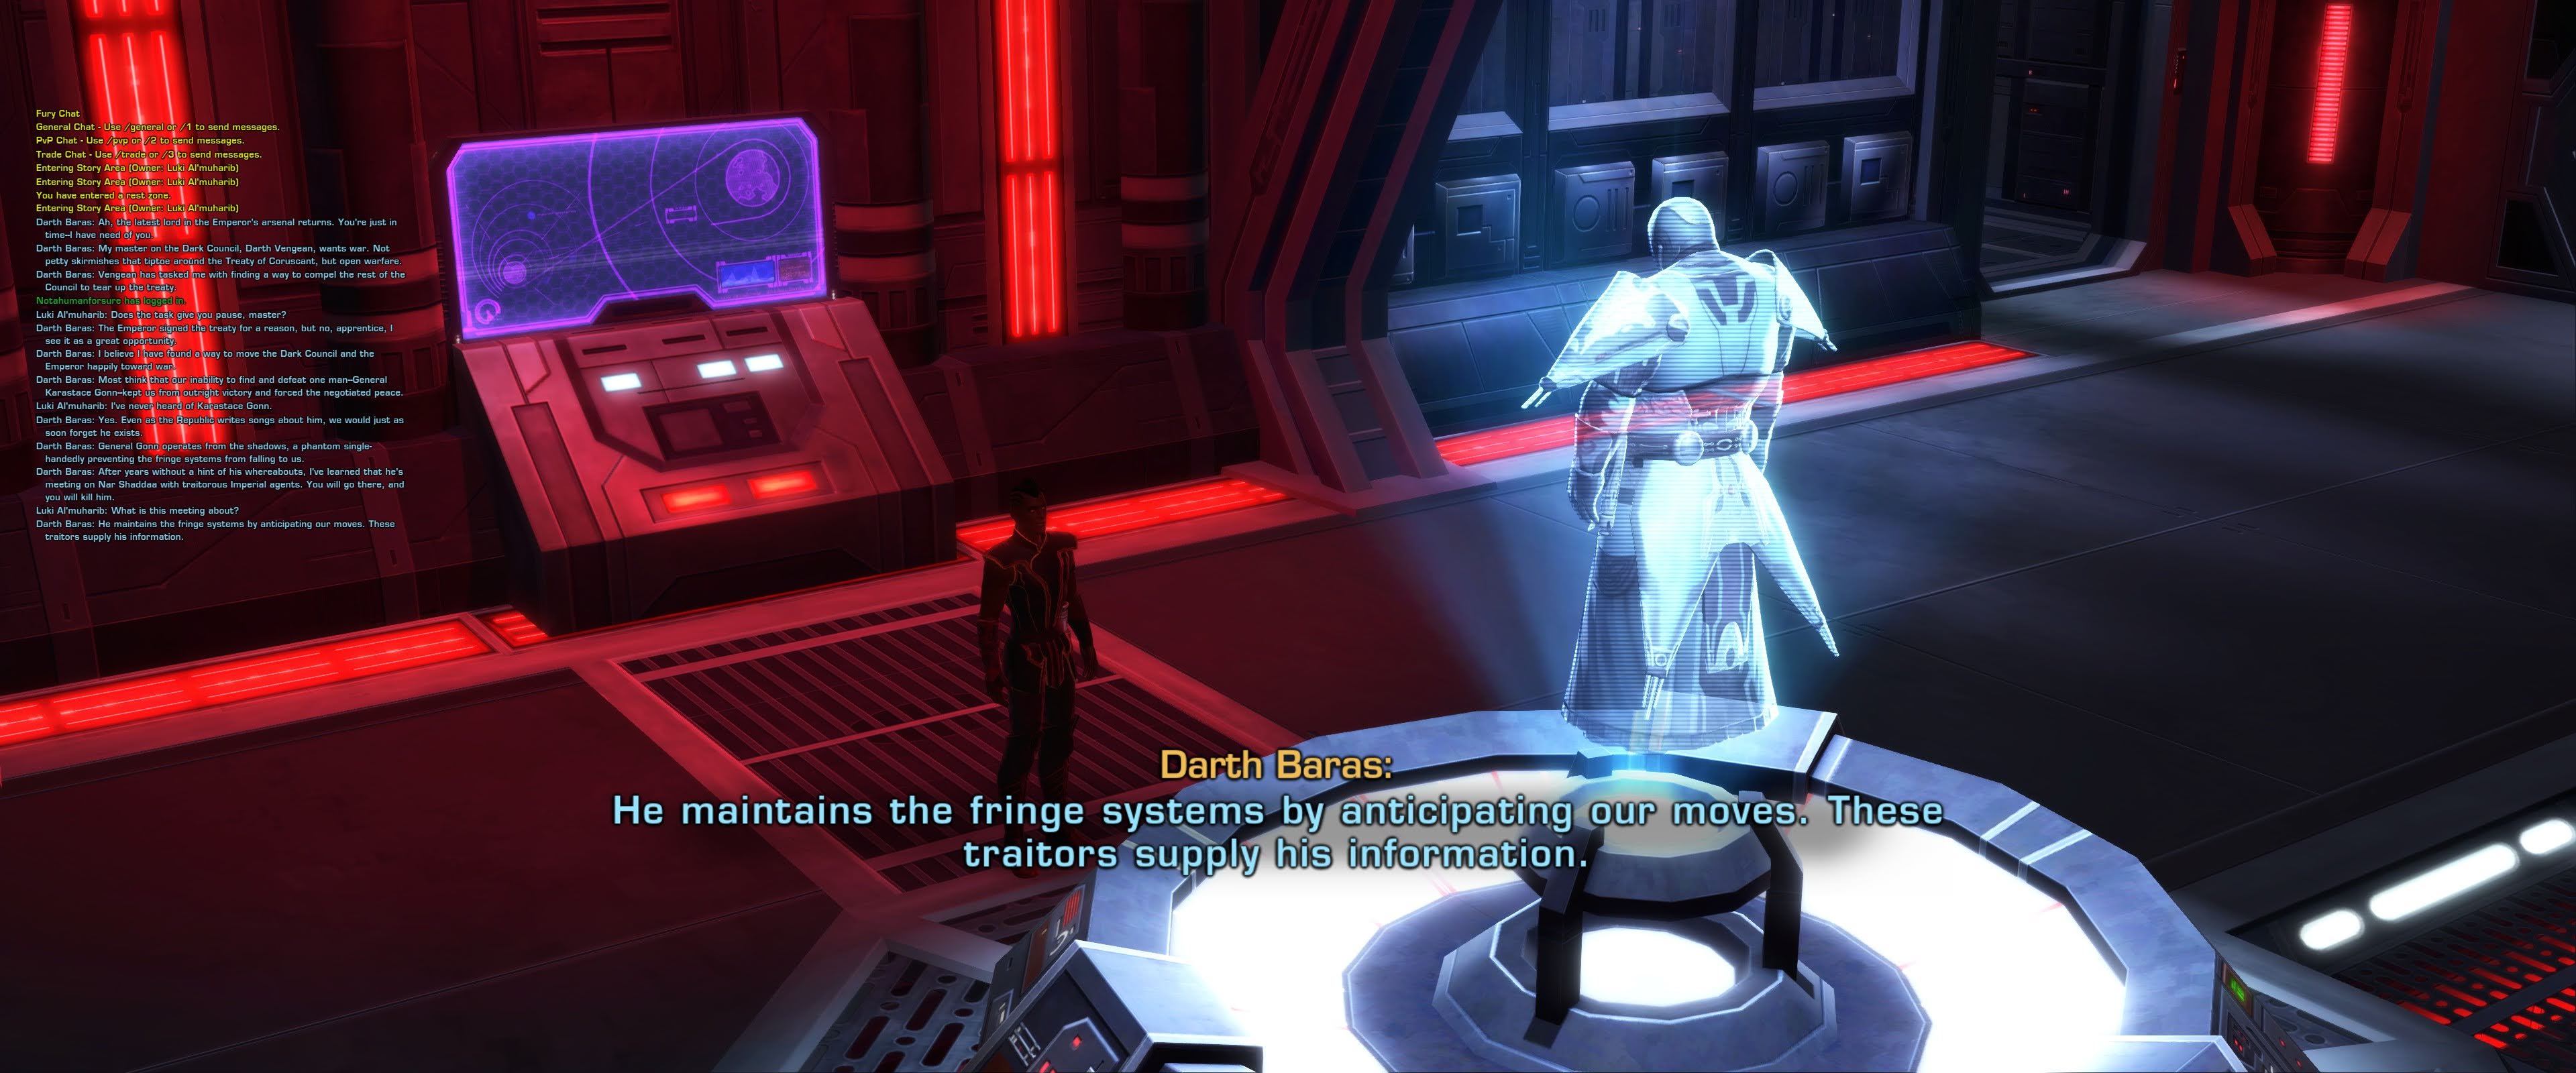 Fury Chat
General Chat - Use /general or /1 to send messages.
PvP Chat - Use /pvp or /2 to send messages.
Trade Chat - Use /trade or /3 to send messages.
Entering Story Area (Owner: Luki Al'muharib)
Entering Story Area (Owner: Luki Al'muharib)
You have entered a rest zone.
Entering Story Area (Owner: Luki Al'muharib)
Darth Baras: Ah, the latest lord in the Emperor's arsenal returns. You're just in
time—I have need of you.
Darth Baras: My master on the Dark Council, Darth Vengean, wants war. Not
petty skirmishes that tiptoe around the Treaty of Coruscant, but open warfare.
Darth Baras: Vengean has tasked me with finding a way to compel the rest of the
Council to tear up the treaty.
Notahumanforsure has logged in.
Luki Al'muharib: Does the task give you pause, master?
Darth Baras: The Emperor signed the treaty for a reason, but no, apprentice, I
see it as a great opportunity.
Darth Baras: I believe I have found a way to move the Dark Council and the
Emperor happily toward war.
Darth Baras: Most think that our inability to find and defeat one man—General
Karastace Gonn—kept us from outright victory and forced the negotiated peace.
Luki Al'muharib: I've never heard of Karastace Gonn.
Darth Baras: Yes. Even as the Republic writes songs about him, we would just as
soon forget he exists.
Darth Baras: General Gonn operates from the shadows, a phantom single-
handedly preventing the fringe systems from falling to us.
Darth Baras: After years without a hint of his whereabouts, I've learned that he's
meeting on Nar Shaddaa with traitorous Imperial agents. You will go there, and
you will kill him.
Luki Al'muharib: What is this meeting about?
Darth Baras: He maintains the fringe systems by anticipating our moves. These
traitors supply his information.
Darth Baras:
He maintains the fringe systems by anticipating our moves. These
traitors supply his information.